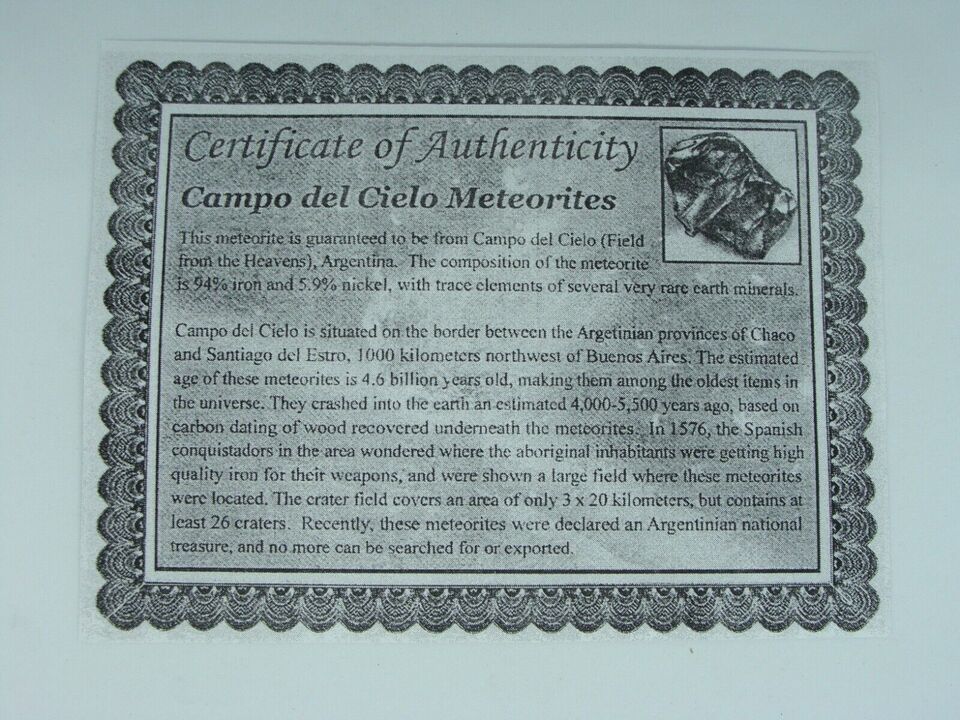 Certificate of Authenticity
Campo del Cielo Meteorites
This meteorite is guaranteed to be from Campo del Cielo (Field
from the Heavens), Argentina. The composition of the meteorite
is 94% iron and 5.9% nickel, with trace elements of several very rare earth minerals.
Campo del Cielo is situated on the border between the Argetinian provinces of Chaco
and Santiago del Estro, 1000 kilometers northwest of Buenos Aires. The estimated
age of these meteorites is 4.6 billion years old, making them among the oldest items in
the universe. They crashed into the earth an estimated 4,000-5,500 years ago, based on
carbon dating of wood recovered underneath the meteorites. In 1576, the Spanish
conquistadors in the area wondered where the aboriginal inhabitants were getting high
quality iron for their weapons, and were shown a large field where these meteorites
were located. The crater field covers an area of only 3 x 20 kilometers, but contains at
least 26 craters. Recently, these meteorites were declared an Argentinian national
treasure, and no more can be searched for or exported.